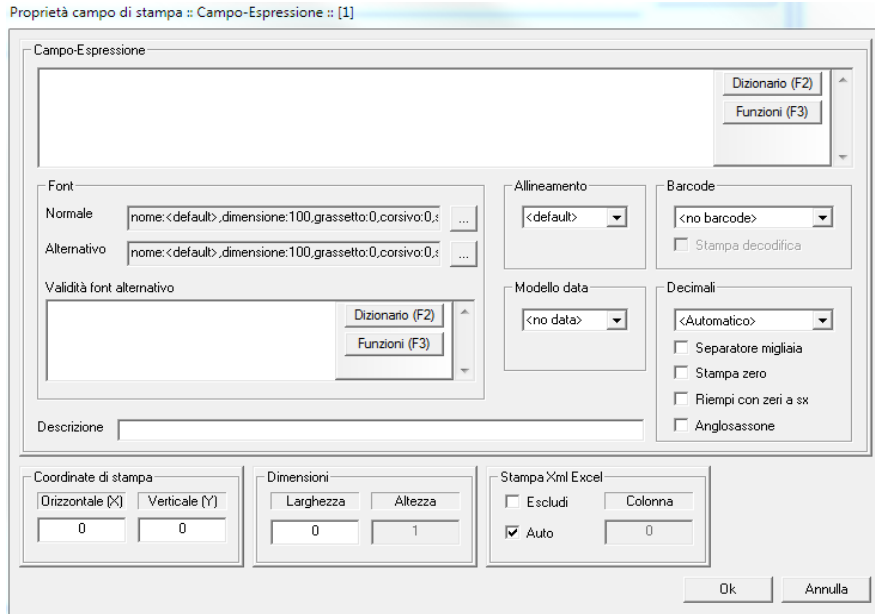 Proprietà campo di stampa :: Campo-Espressione :: [1]
Campo-Espressione
Dizionario (F2)
Funzioni (F3)
Font
Normale
nome:<default>,dimensione:100,grassetto:0,corsivo:0,s
...
Alternativo
nome:<default>,dimensione:100,grassetto:0,corsivo:0,s
...
Validità font alternativo
Dizionario (F2)
Funzioni (F3)
Allineamento
<default>
Barcode
<no barcode>
Stampa decodifica
Modello data
<no data>
Decimali
<Automatico>
Separatore migliaia
Stampa zero
Riempi con zeri a sx
Anglosassone
Descrizione
Coordinate di stampa
Orizzontale (X) Verticale (Y)
0 0
Dimensioni
Larghezza Altezza
0 1
Stampa Xml Excel
Escludi Colonna
Auto 0
Ok Annulla